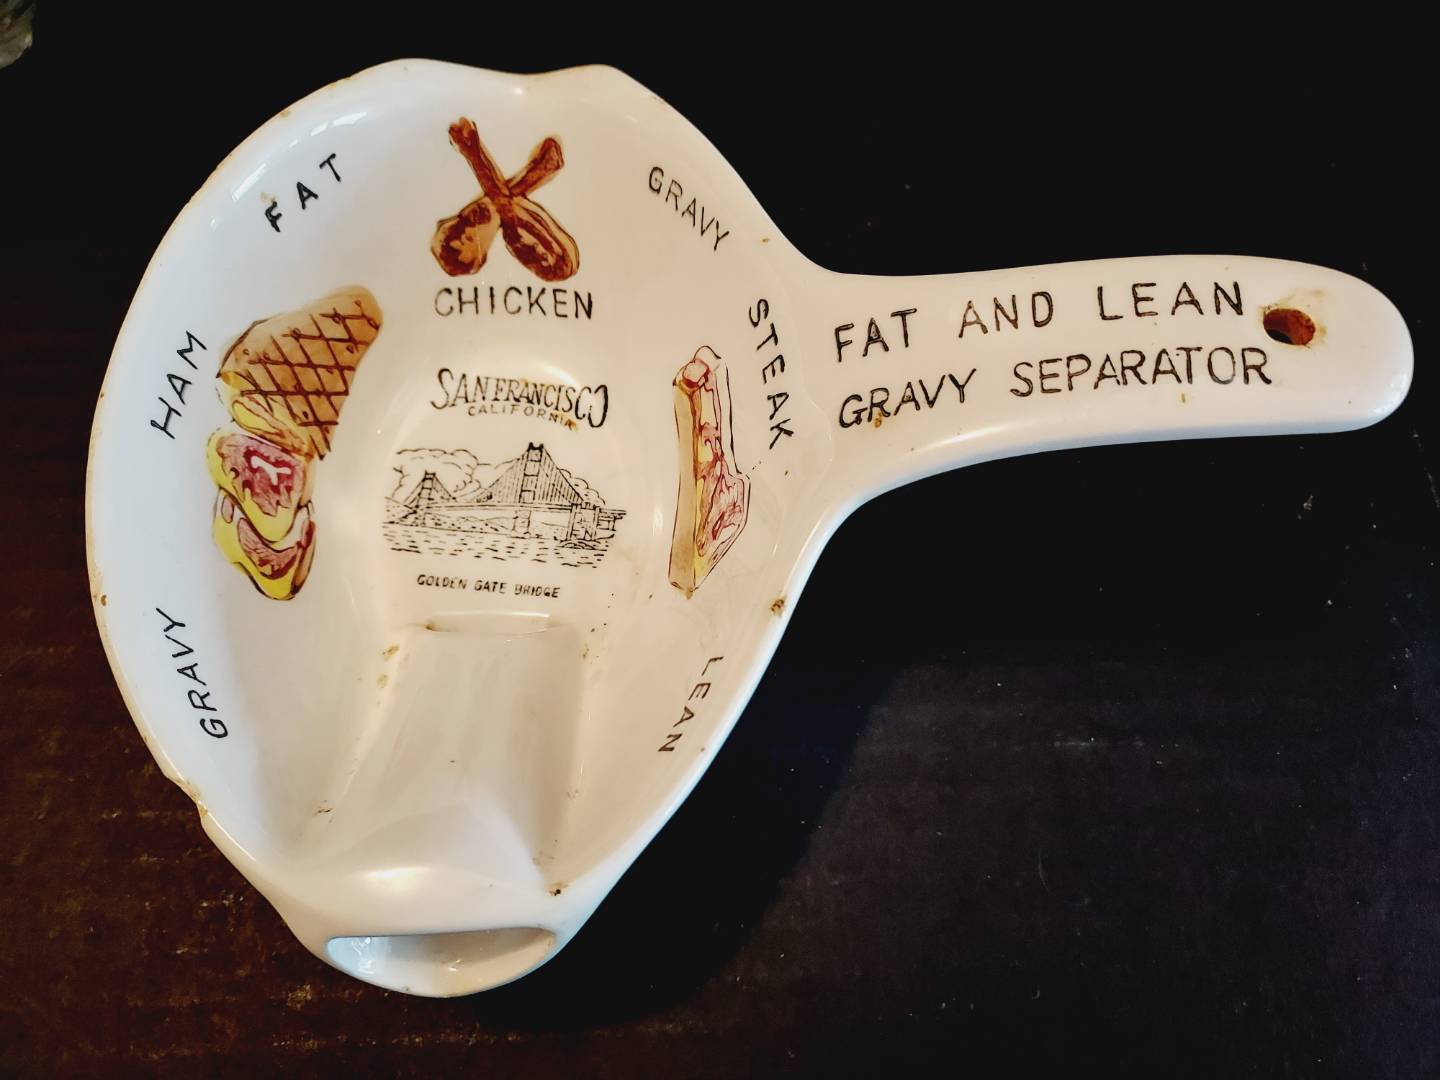 FAT
GRAVY
CHICKEN
HAM
STEAK
SAN FRANCISCO
CALIFORNIA
GOLDEN GATE BRIDGE
GRAVY
LEAN
FAT AND LEAN
GRAVY SEPARATOR